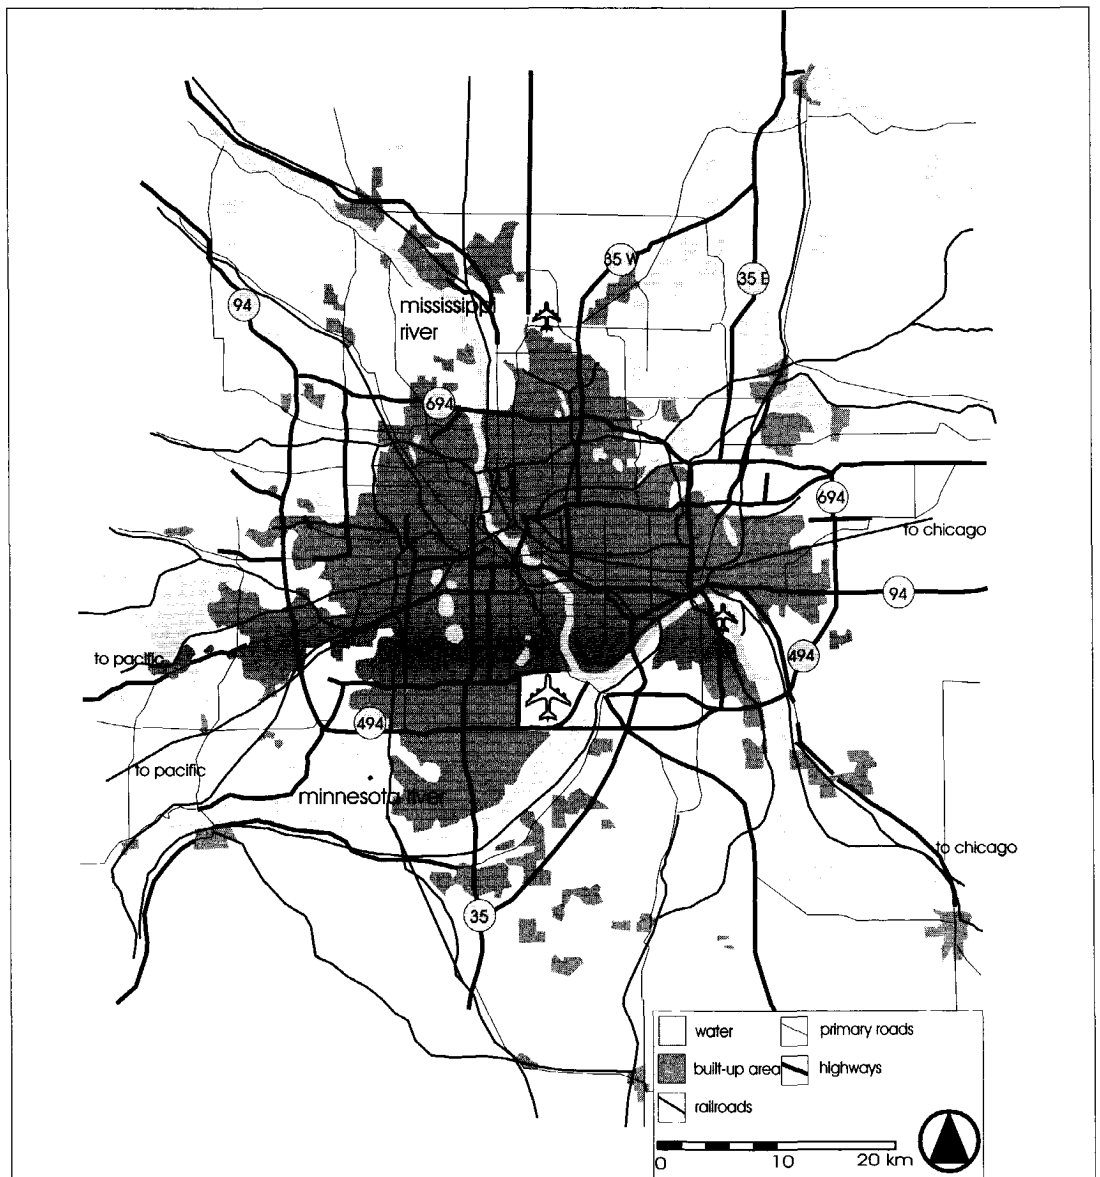 35 W
35 E
94
mississippi
river
694
694
to chicago
94
494
to pacific
494
to pacific
minnesota river
to chicago
35
water
primary roads
built-up area
highways
railroads
0
10
20 km